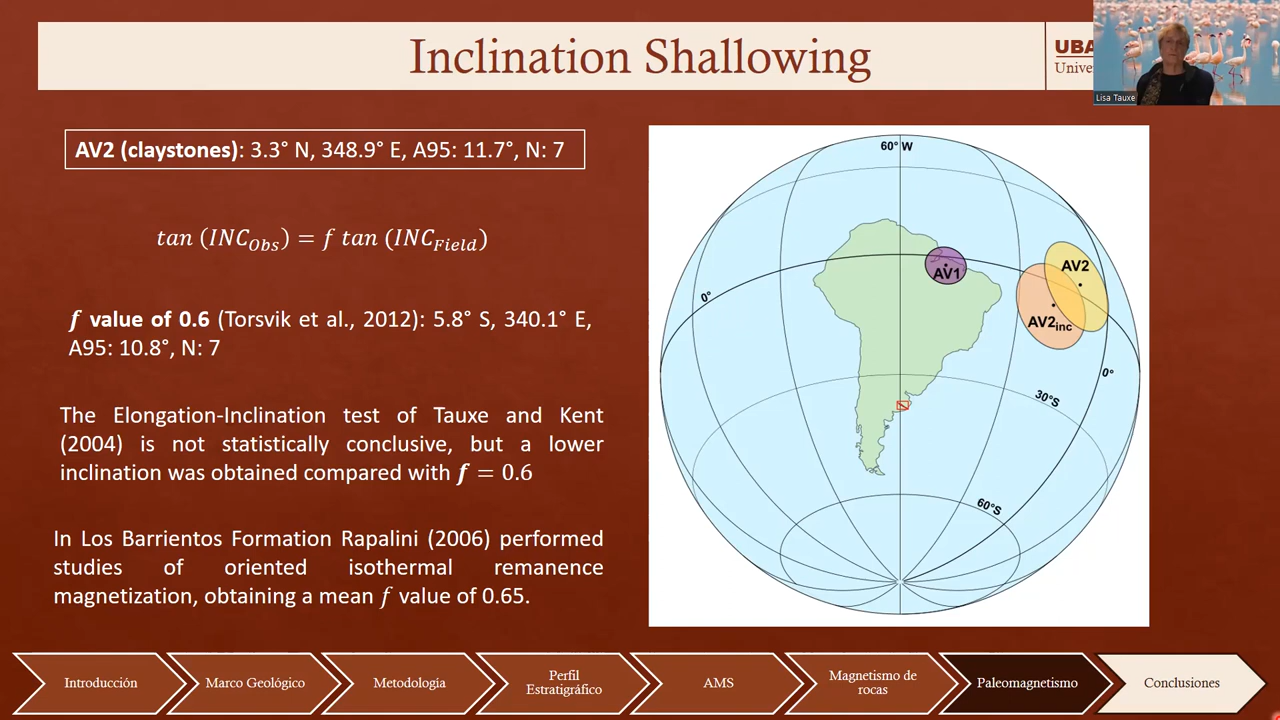 Inclination Shallowing
UBA
Unive
Lisa Tauxe
AV2 (claystones): 3.3° N, 348.9° E, A95: 11.7°, N: 7
tan (INC_Obs) = f tan (INC_Field)
f value of 0.6 (Torsvik et al., 2012): 5.8° S, 340.1° E,
A95: 10.8°, N: 7
The Elongation-Inclination test of Tauxe and Kent
(2004) is not statistically conclusive, but a lower
inclination was obtained compared with f = 0.6
In Los Barrientos Formation Rapalini (2006) performed
studies of oriented isothermal remanence
magnetization, obtaining a mean f value of 0.65.
60° W
AV1
AV2
0°
AV2inc
0°
30°S
60°S
Introducción
Marco Geológico
Metodología
Perfil
Estratigráfico
AMS
Magnetismo de
rocas
Paleomagnetismo
Conclusiones